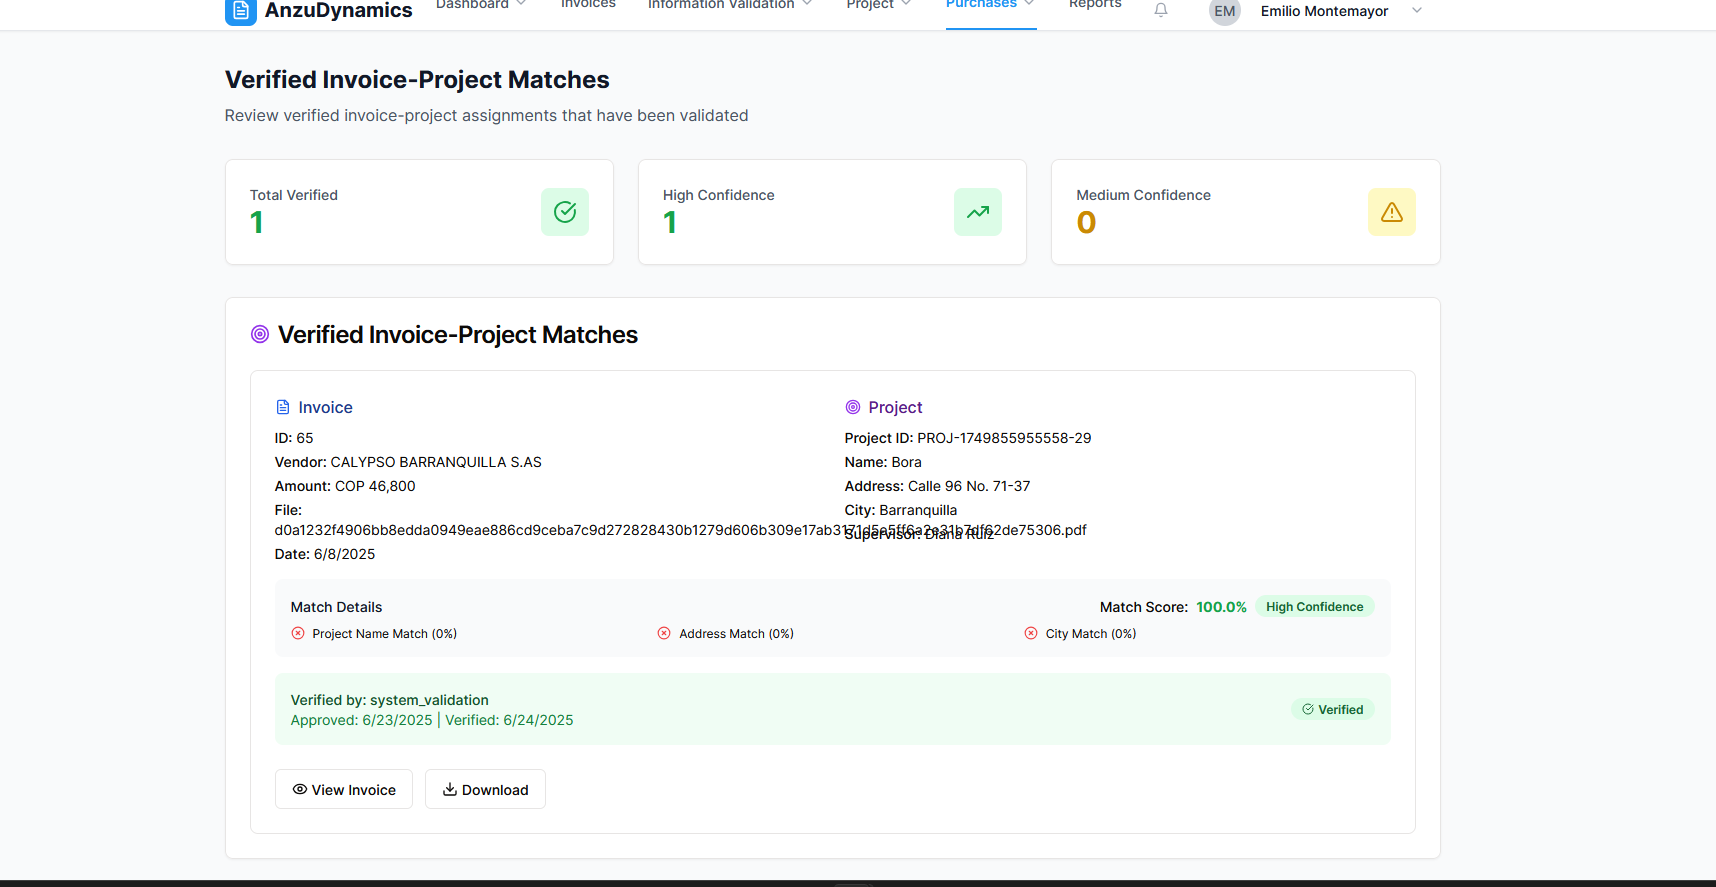 AnzuDynamics
Dashboard
Invoices
Information Validation
Project
Purchases
Reports
EM
Emilio Montemayor
Verified Invoice-Project Matches
Review verified invoice-project assignments that have been validated
Total Verified
1
High Confidence
1
Medium Confidence
0
Verified Invoice-Project Matches
Invoice
ID: 65
Vendor: CALYPSO BARRANQUILLA S.AS
Amount: COP 46,800
File:
d0a1232f4906bb8edda0949eae886cd9ceba7c9d272828430b1279d606b309e17ab3171d5e5ff6a2e31b7df62de75306.pdf
Date: 6/8/2025
Project
Project ID: PROJ-1749855955558-29
Name: Bora
Address: Calle 96 No. 71-37
City: Barranquilla
Supervisor: Diana Ruiz
Match Details
Match Score: 100.0% High Confidence
Project Name Match (0%)
Address Match (0%)
City Match (0%)
Verified by: system_validation
Approved: 6/23/2025 | Verified: 6/24/2025
Verified
View Invoice
Download